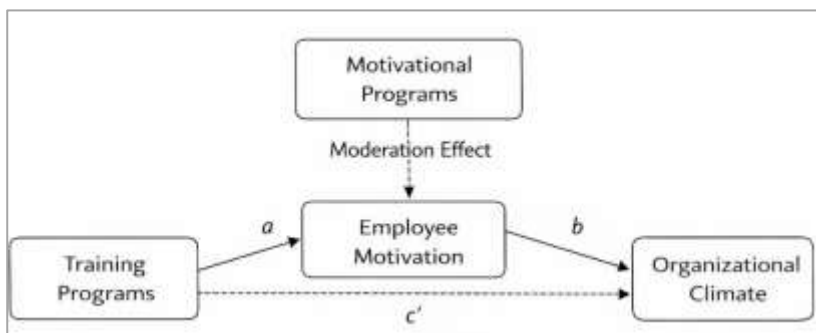 Motivational
Programs
Moderation Effect
a
Employee
Motivation
b
Training
Programs
Organizational
Climate
c'